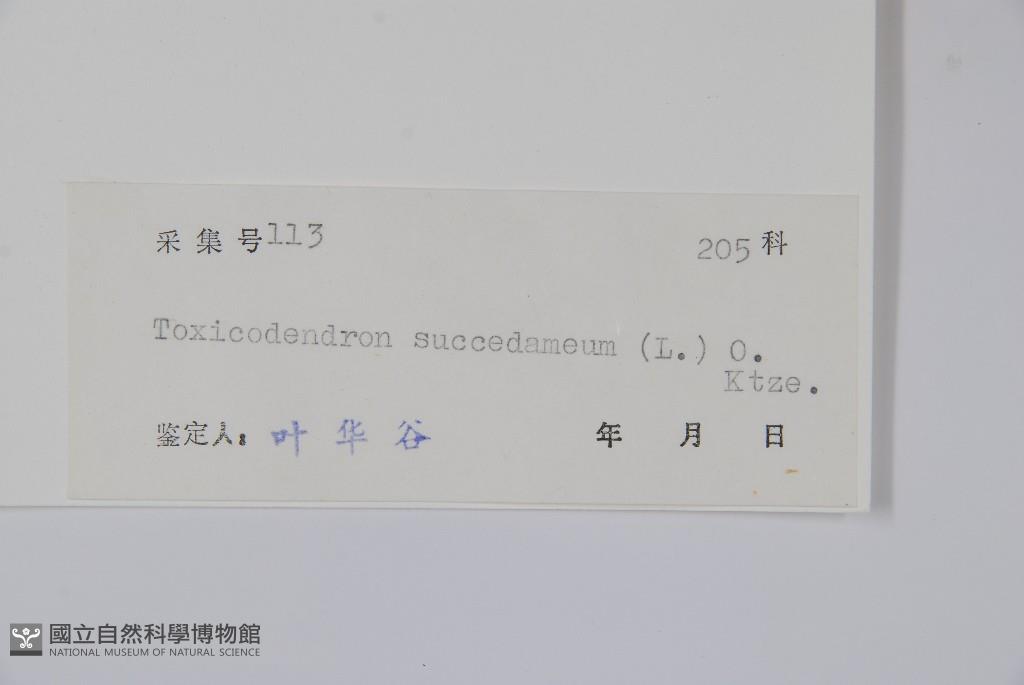 采集号113 205科
Toxicodendron succedameum (L.) O.
Ktze.
鉴定人: 叶华谷 年 月 日
國立自然科學博物館
NATIONAL MUSEUM OF NATURAL SCIENCE